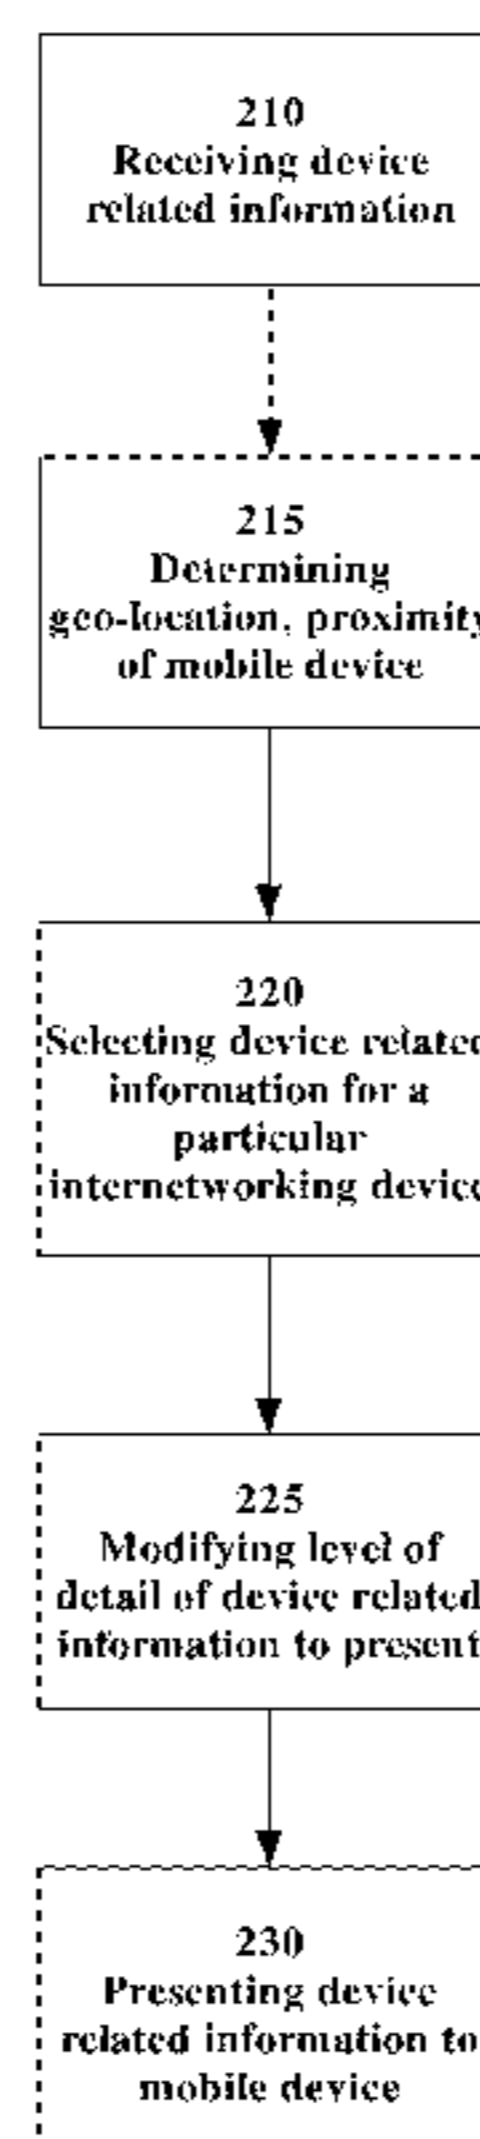 210
Receiving device
related information
215
Determining
geo-location, proximity
of mobile device
220
Selecting device related
information for a
particular
internetworking device
225
Modifying level of
detail of device related
information to present
230
Presenting device
related information to
mobile device